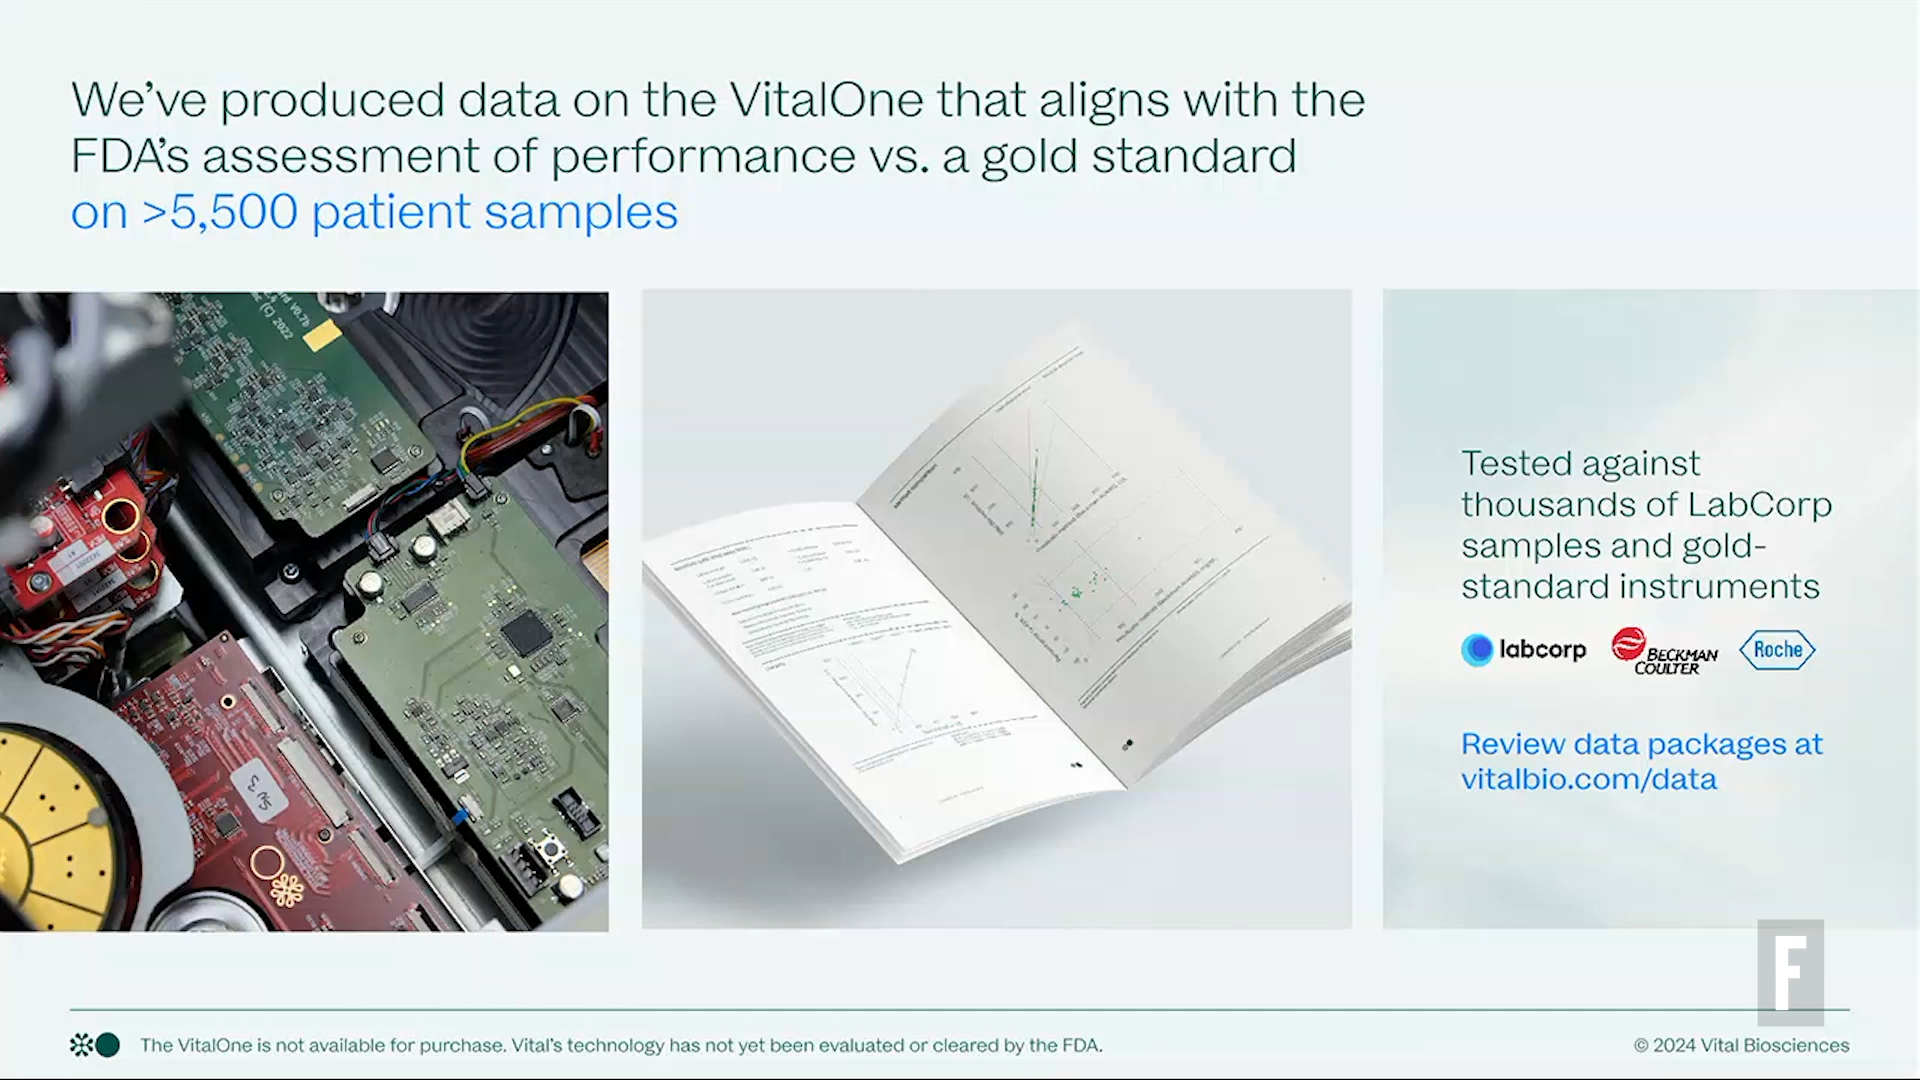 We've produced data on the VitalOne that aligns with the
FDA's assessment of performance vs. a gold standard
on >5,500 patient samples
(C) 2022
Tested against
thousands of LabCorp
samples and gold-
standard instruments
labcorp
BECKMAN
COULTER
Roche
Review data packages at
vitalbio.com/data
F
The VitalOne is not available for purchase. Vital's technology has not yet been evaluated or cleared by the FDA.
© 2024 Vital Biosciences